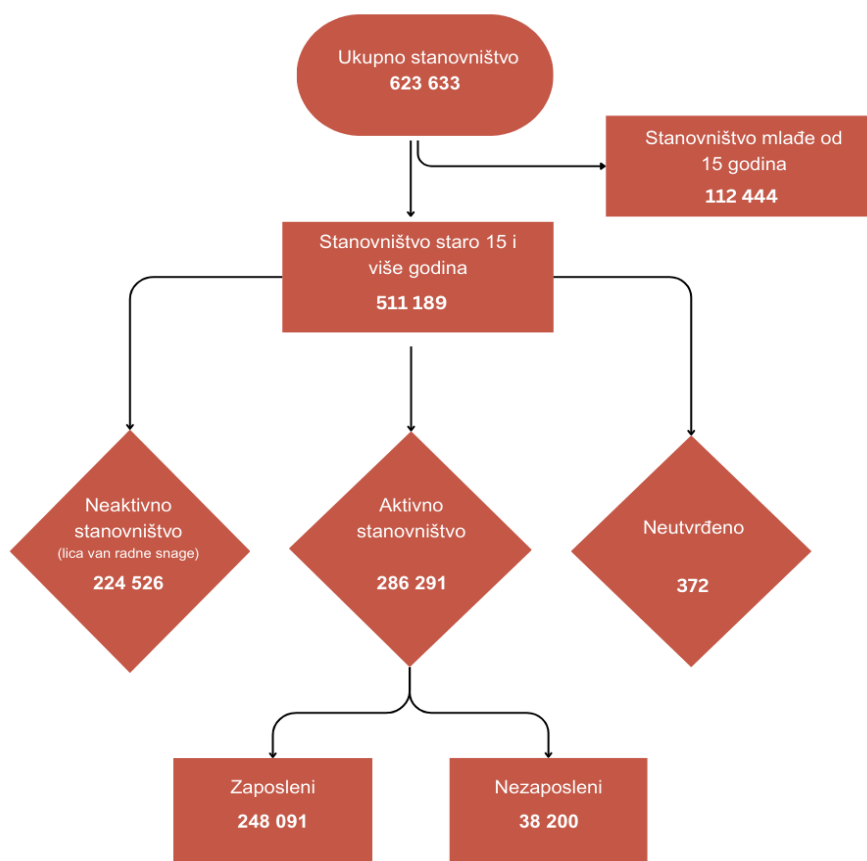 Ukupno stanovništvo
623 633
Stanovništvo mlađe od
15 godina
112 444
Stanovništvo staro 15 i
više godina
511 189
Neaktivno
stanovništvo
(lica van radne snage)
224 526
Aktivno
stanovništvo
286 291
Neutvrđeno
372
Zaposleni
248 091
Nezaposleni
38 200